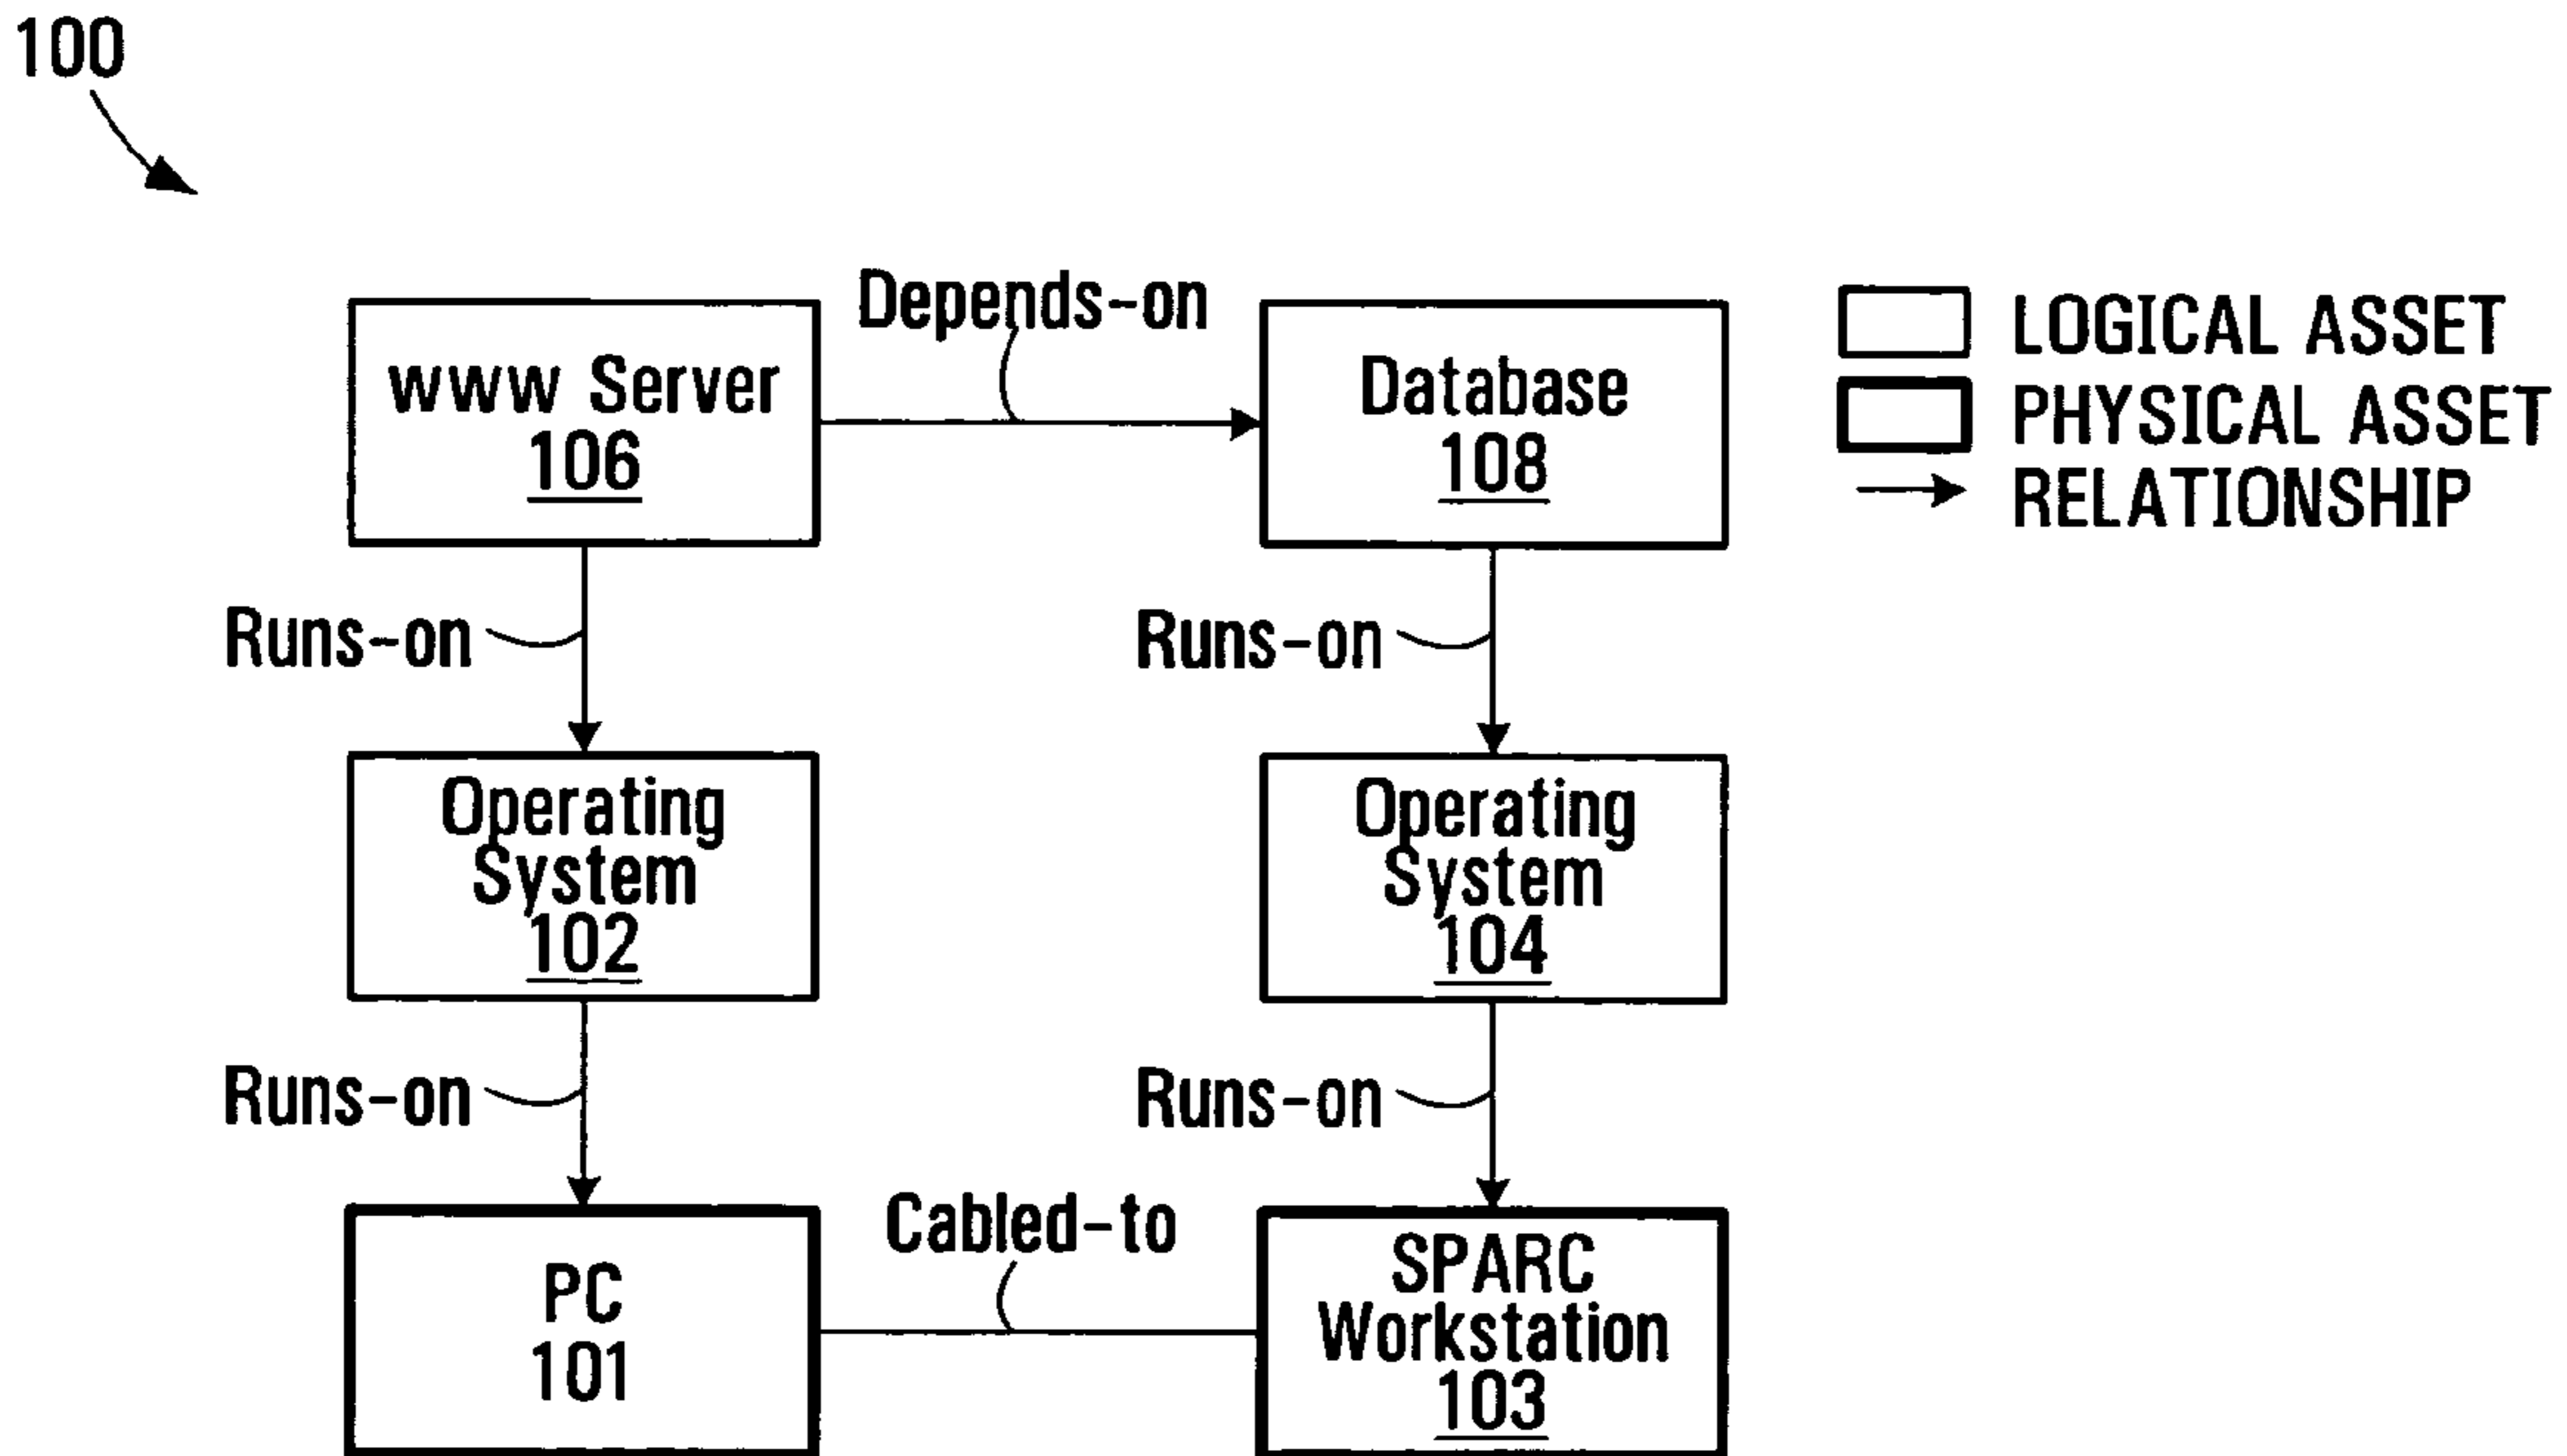 100
Depends-on
www Server
106
Database
108
LOGICAL ASSET
PHYSICAL ASSET
RELATIONSHIP
Runs-on
Runs-on
Operating
System
102
Operating
System
104
Runs-on
Runs-on
Cabled-to
PC
101
SPARC
Workstation
103